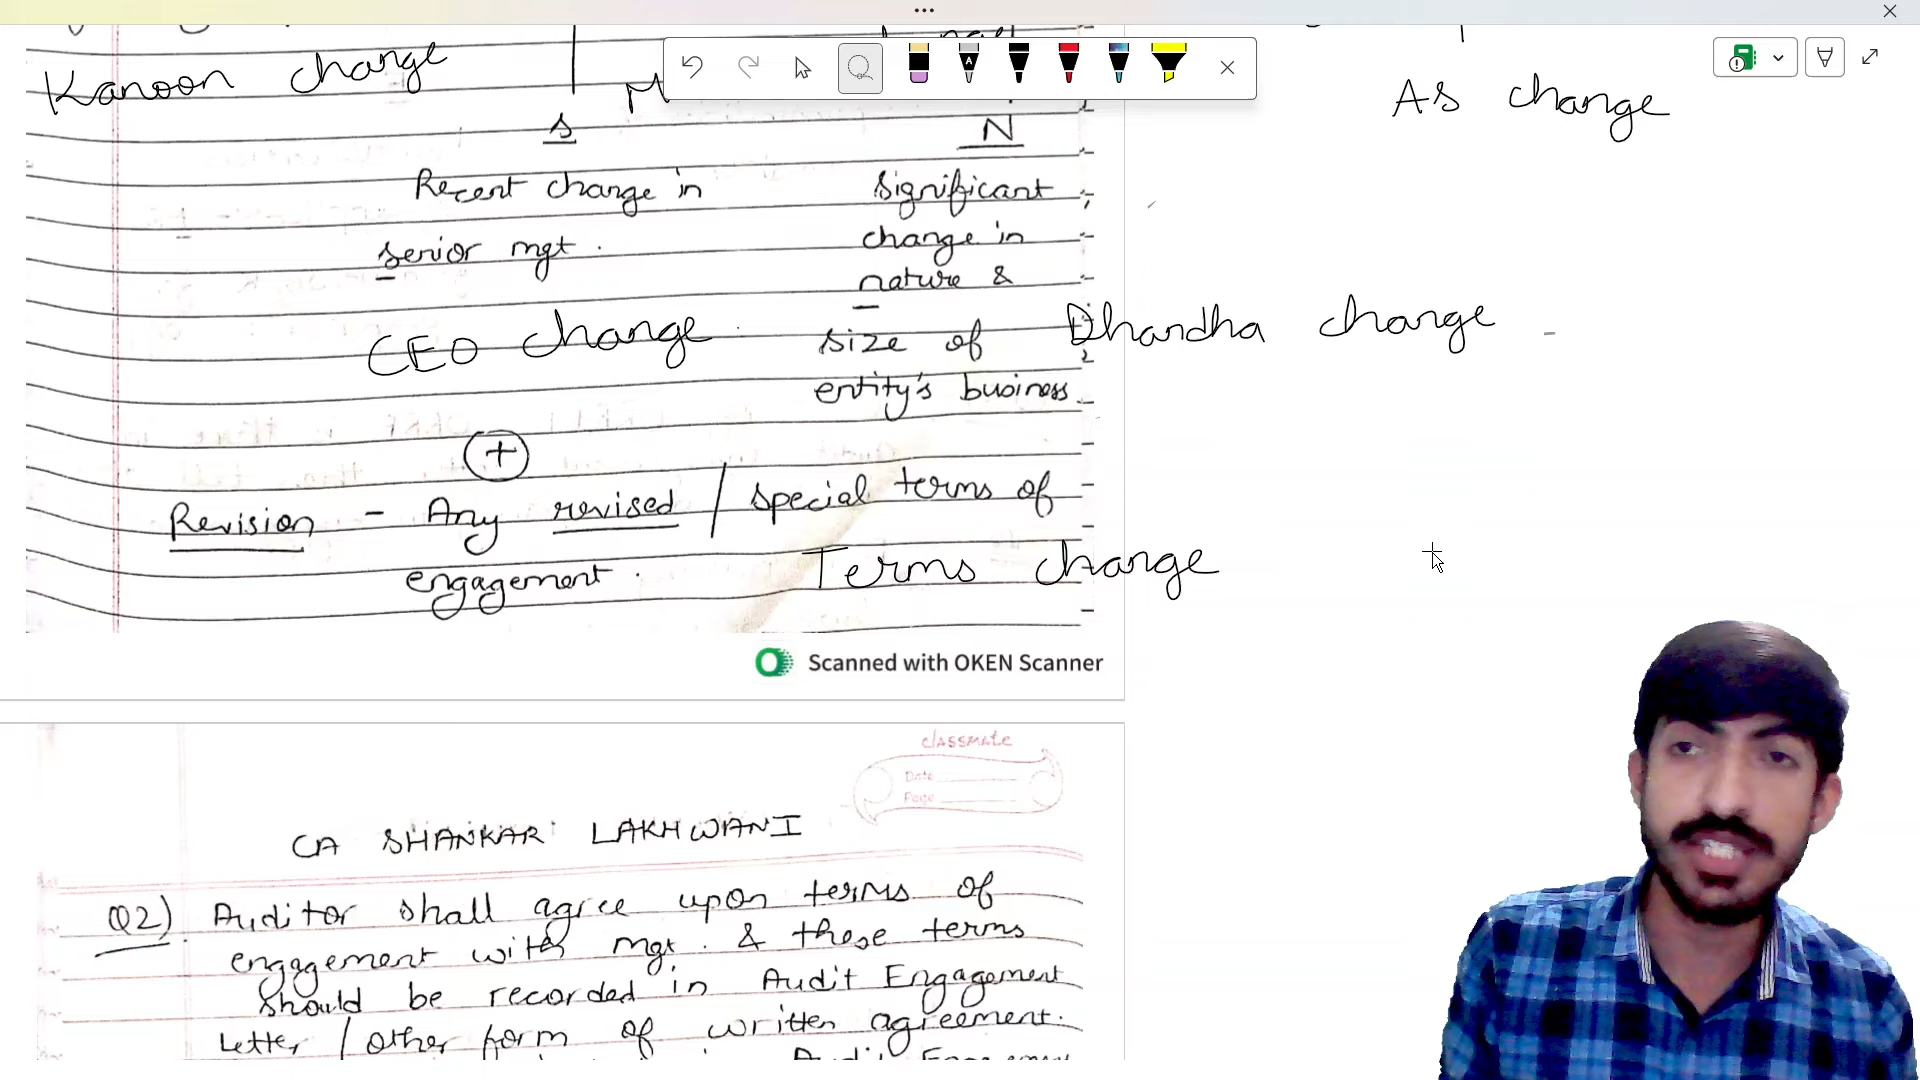 Kanoon change
AS change
S
N
Recent change in
senior mgt.
Significant
change in
nature &
size of
entity's business
CEO change
Dhandha change
+
Revision - Any revised / special terms of
engagement.
Terms change
Scanned with OKEN Scanner
classmate
Date
Page
CA SHANKAR LAKHWANI
Q2) Auditor shall agree upon terms of
engagement with mgt. & these terms
should be recorded in Audit Engagement
Letter / other form of written agreement.